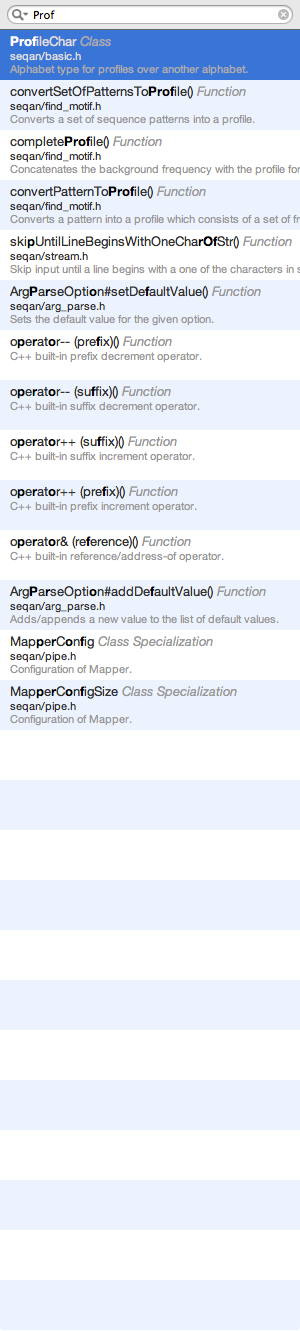 Prof
ProfileChar Class
seqan/basic.h
Alphabet type for profiles over another alphabet.
convertSetOfPatternsToProfile() Function
seqan/find_motif.h
Converts a set of sequence patterns into a profile.
completeProfile() Function
seqan/find_motif.h
Concatenates the background frequency with the profile for
convertPatternToProfile() Function
seqan/find_motif.h
Converts a pattern into a profile which consists of a set of fr
skipUntilLineBeginsWithOneCharOfStr() Function
seqan/stream.h
Skip input until a line begins with a one of the characters in s
ArgParseOption#setDefaultValue() Function
seqan/arg_parse.h
Sets the default value for the given option.
operator-- (prefix)() Function
C++ built-in prefix decrement operator.
operator-- (suffix)() Function
C++ built-in suffix decrement operator.
operator++ (suffix)() Function
C++ built-in suffix increment operator.
operator++ (prefix)() Function
C++ built-in prefix increment operator.
operator& (reference)() Function
C++ built-in reference/address-of operator.
ArgParseOption#addDefaultValue() Function
seqan/arg_parse.h
Adds/appends a new value to the list of default values.
MapperConfig Class Specialization
seqan/pipe.h
Configuration of Mapper.
MapperConfigSize Class Specialization
seqan/pipe.h
Configuration of Mapper.